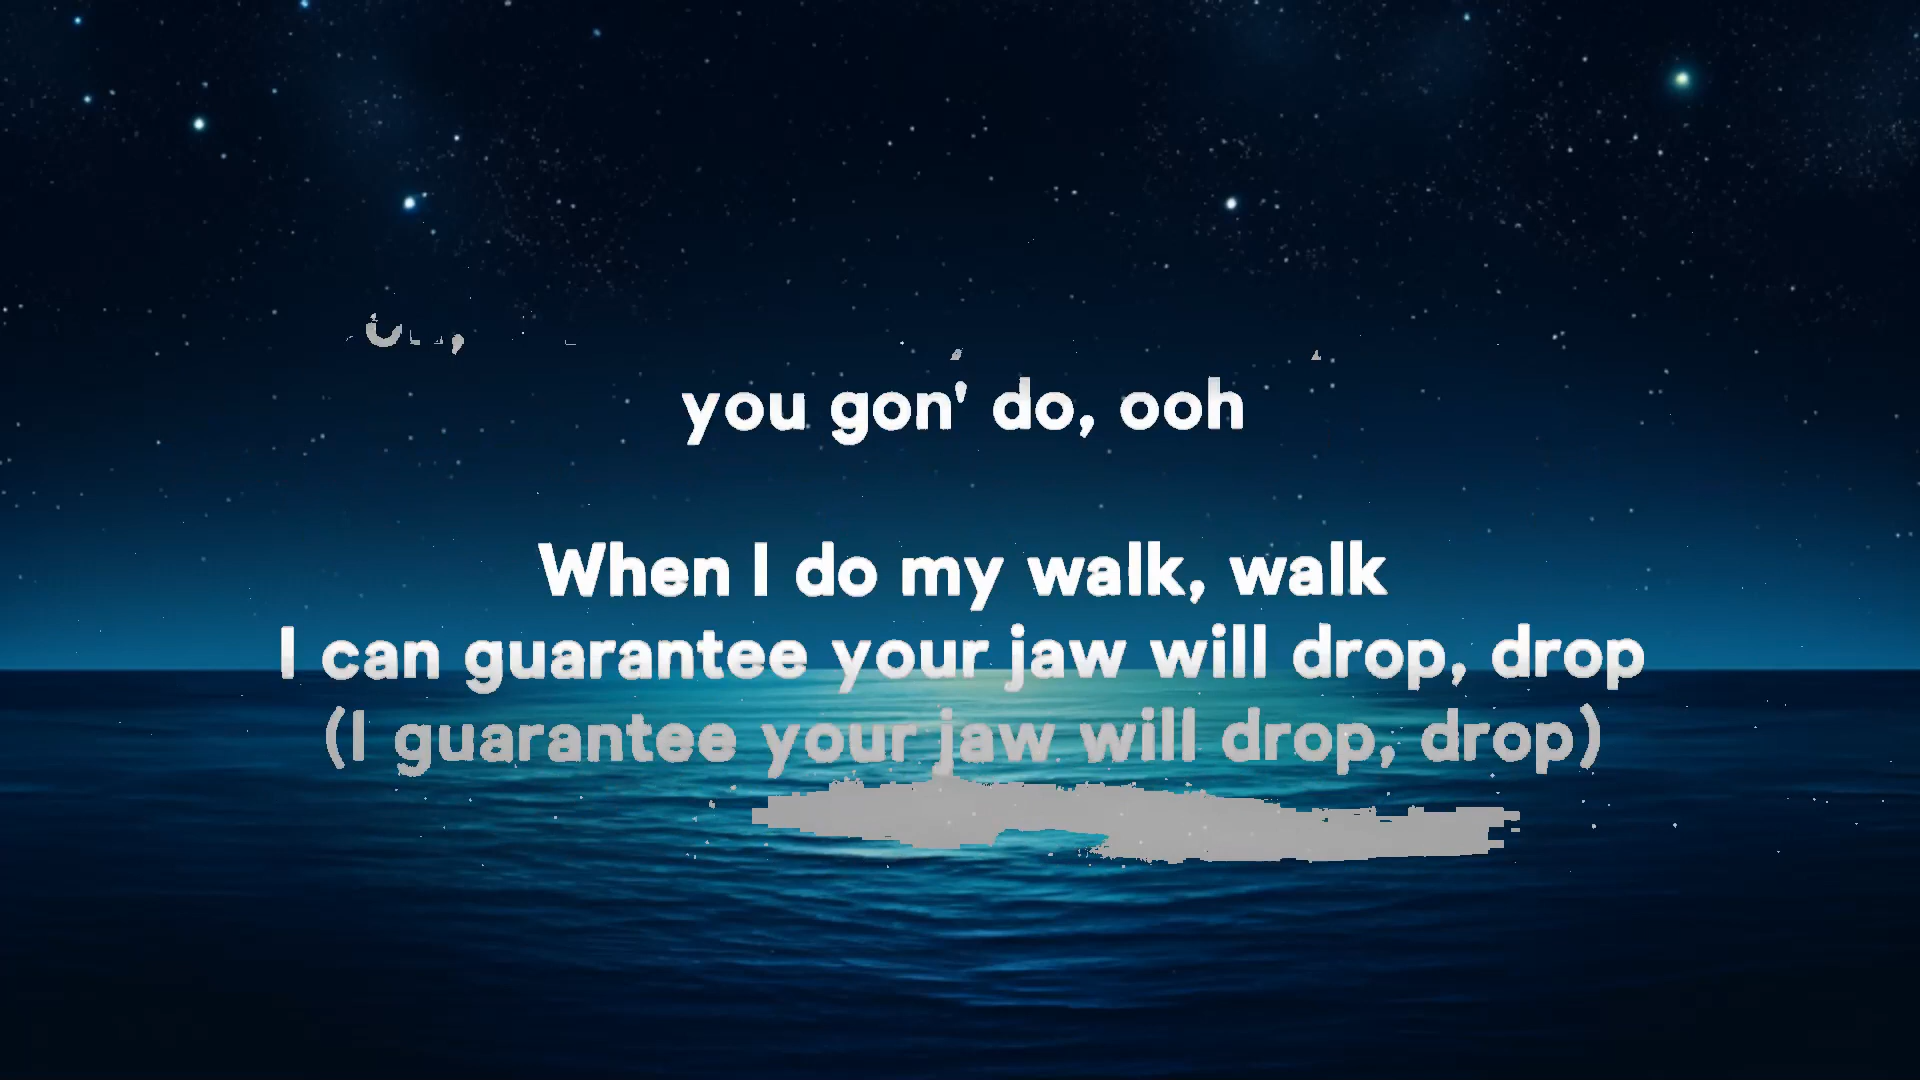 you gon' do, ooh
When I do my walk, walk
I can guarantee your jaw will drop, drop
(I guarantee your jaw will drop, drop)